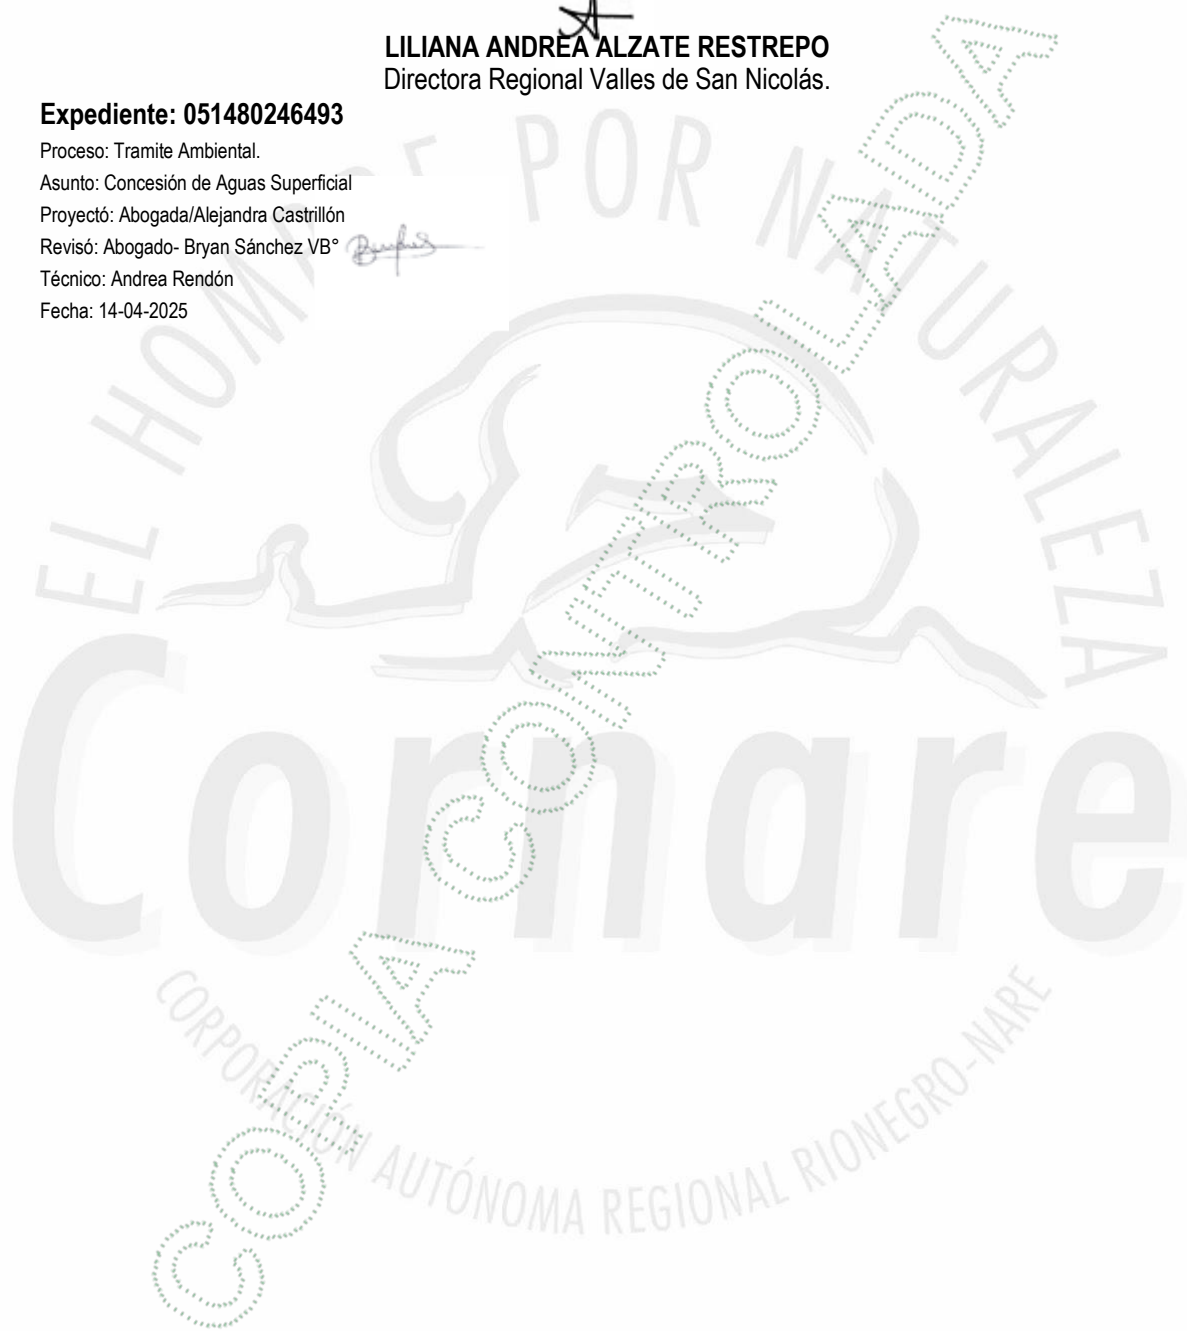 LILIANA ANDREA ALZATE RESTREPO
Directora Regional Valles de San Nicolás.
Expediente: 051480246493
Proceso: Tramite Ambiental.
Asunto: Concesión de Aguas Superficial
Proyectó: Abogada/Alejandra Castrillón
Revisó: Abogado- Bryan Sánchez VB°
Técnico: Andrea Rendón
Fecha: 14-04-2025
EL HOMBRE POR NATURALEZA
Cornare
CORPORACIÓN AUTÓNOMA REGIONAL RIONEGRO-NARE
COPIA CONTROLADA